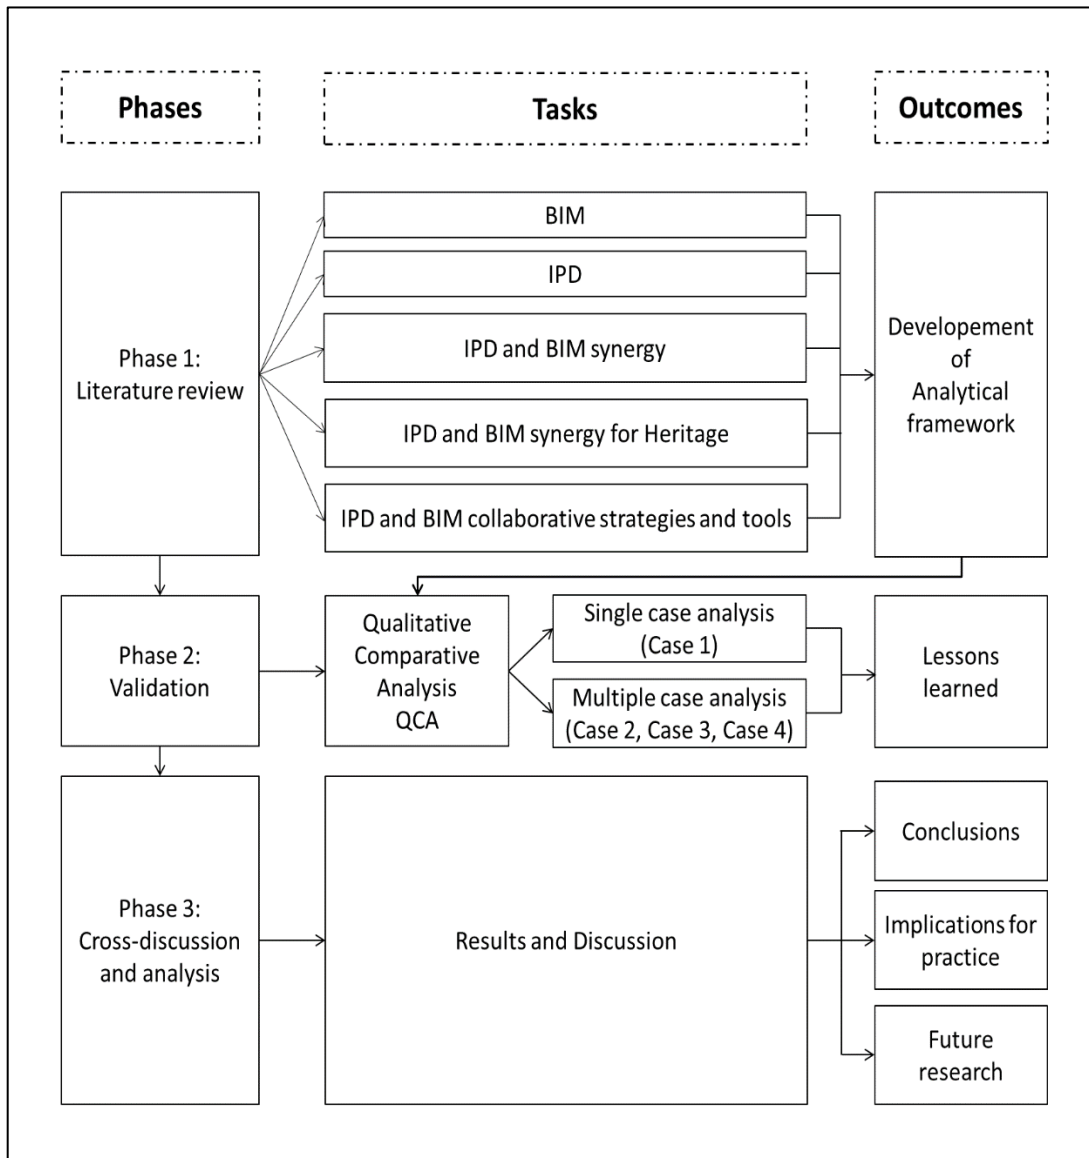 Phases
Tasks
Outcomes
Phase 1:
Literature review
BIM
IPD
IPD and BIM synergy
IPD and BIM synergy for Heritage
IPD and BIM collaborative strategies and tools
Developement
of
Analytical
framework
Phase 2:
Validation
Qualitative
Comparative
Analysis
QCA
Single case analysis
(Case 1)
Multiple case analysis
(Case 2, Case 3, Case 4)
Lessons
learned
Phase 3:
Cross-discussion
and analysis
Results and Discussion
Conclusions
Implications for
practice
Future
research